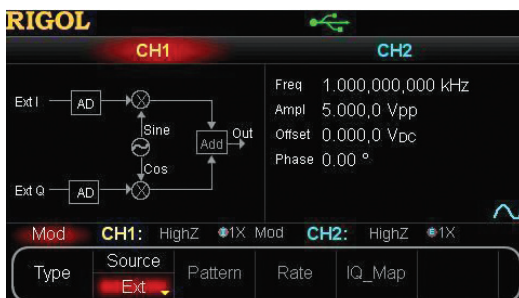 RIGOL
CH1 CH2
Ext I AD Sine Cos Add Out
Ext Q AD
Freq 1.000,000,000 kHz
Ampl 5.000,0 Vpp
Offset 0.000,0 VDC
Phase 0.00 °
Mod CH1: HighZ 1X Mod CH2: HighZ 1X
Type Source Pattern Rate IQ_Map
Ext